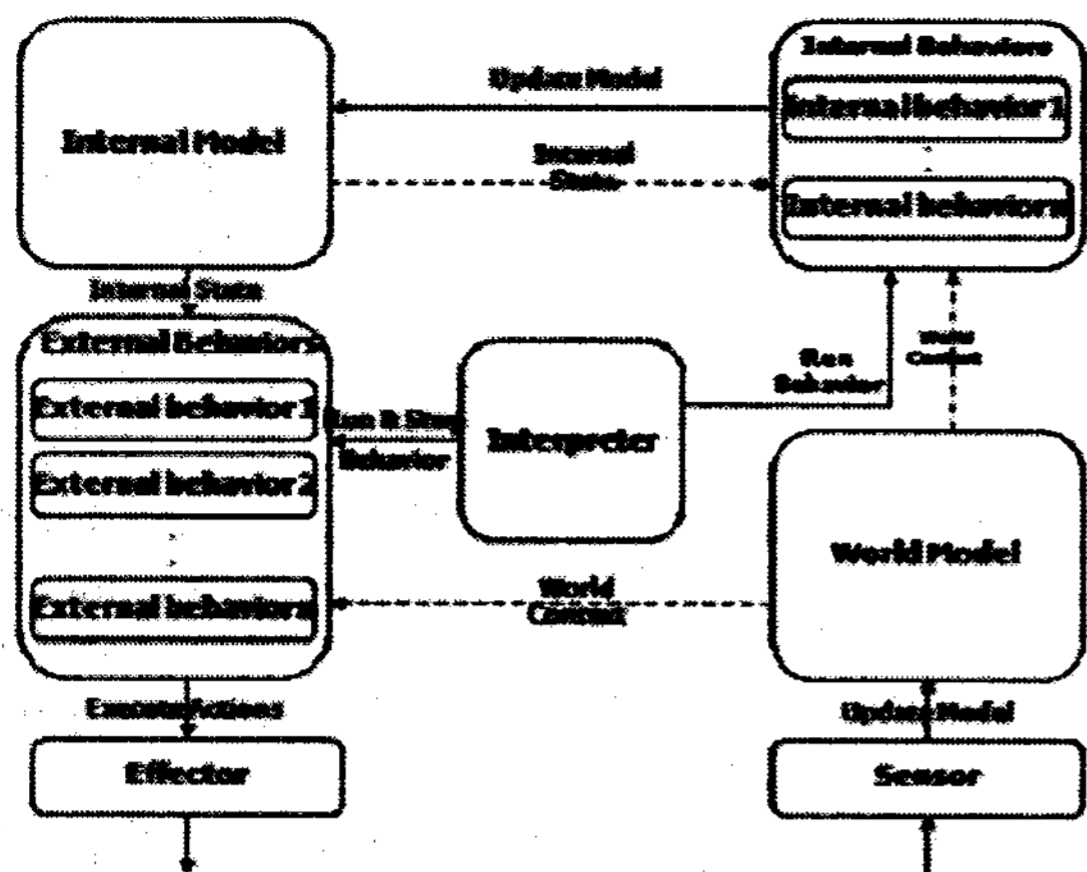 Internal Behaviors
Update Model
Internal behavior 1
Internal Model
Internal
State
Internal behavior n
Internal State
External Behaviors
World
Context
Run
Behavior
External behavior 1
Run & Stop
Behavior
Interpreter
External behavior 2
World Model
External behavior n
World
Context
Execute Actions
Update Model
Effector
Sensor